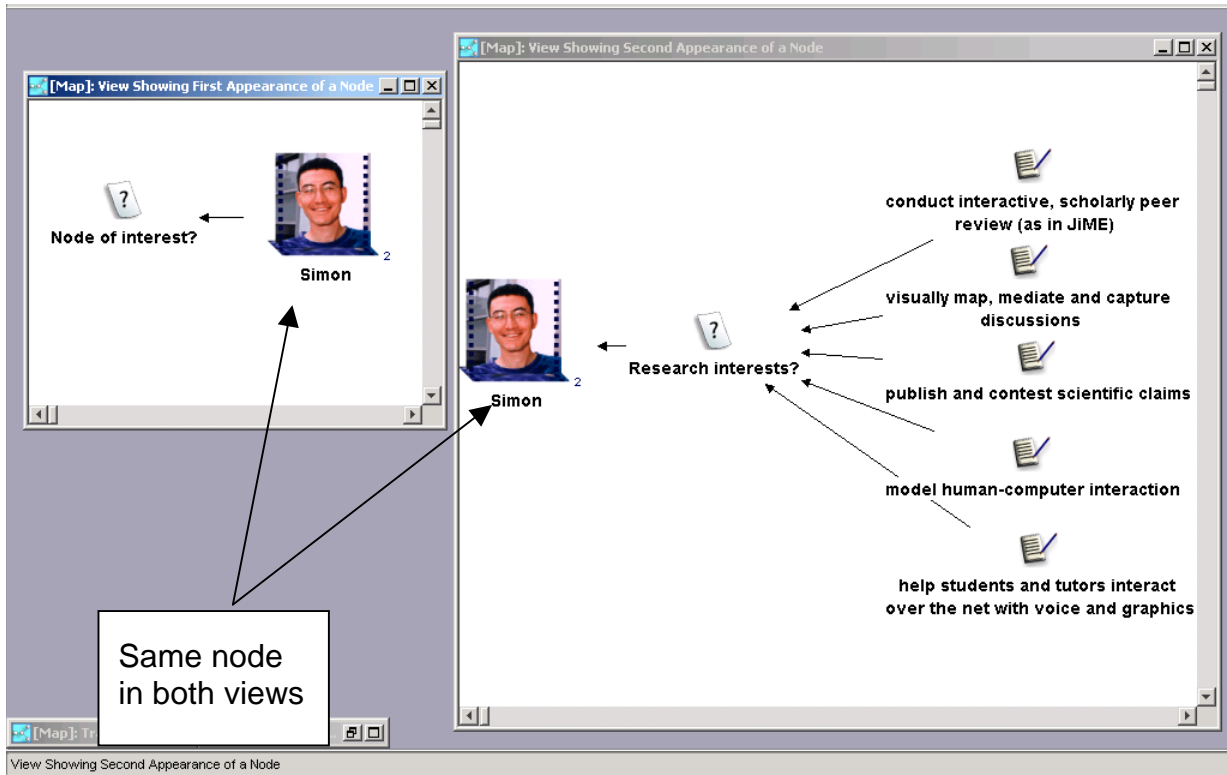 [Map]: View Showing First Appearance of a Node
?
Node of interest?
2
Simon
[Map]: View Showing Second Appearance of a Node
2
Simon
?
Research interests?
conduct interactive, scholarly peer
review (as in JiME)
visually map, mediate and capture
discussions
publish and contest scientific claims
model human-computer interaction
help students and tutors interact
over the net with voice and graphics
Same node
in both views
[Map]:
View Showing Second Appearance of a Node